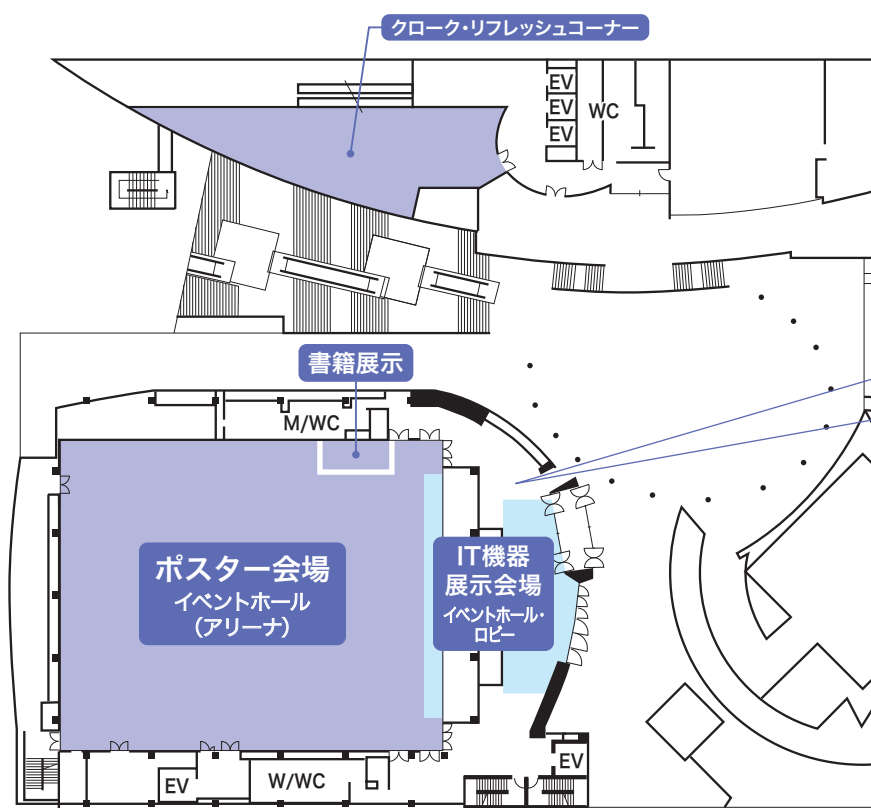 クローク・リフレッシュコーナー
EV
EV
EV
WC
書籍展示
M/WC
ポスター会場
イベントホール
(アリーナ)
IT機器
展示会場
イベントホール・
ロビー
EV
W/WC
EV